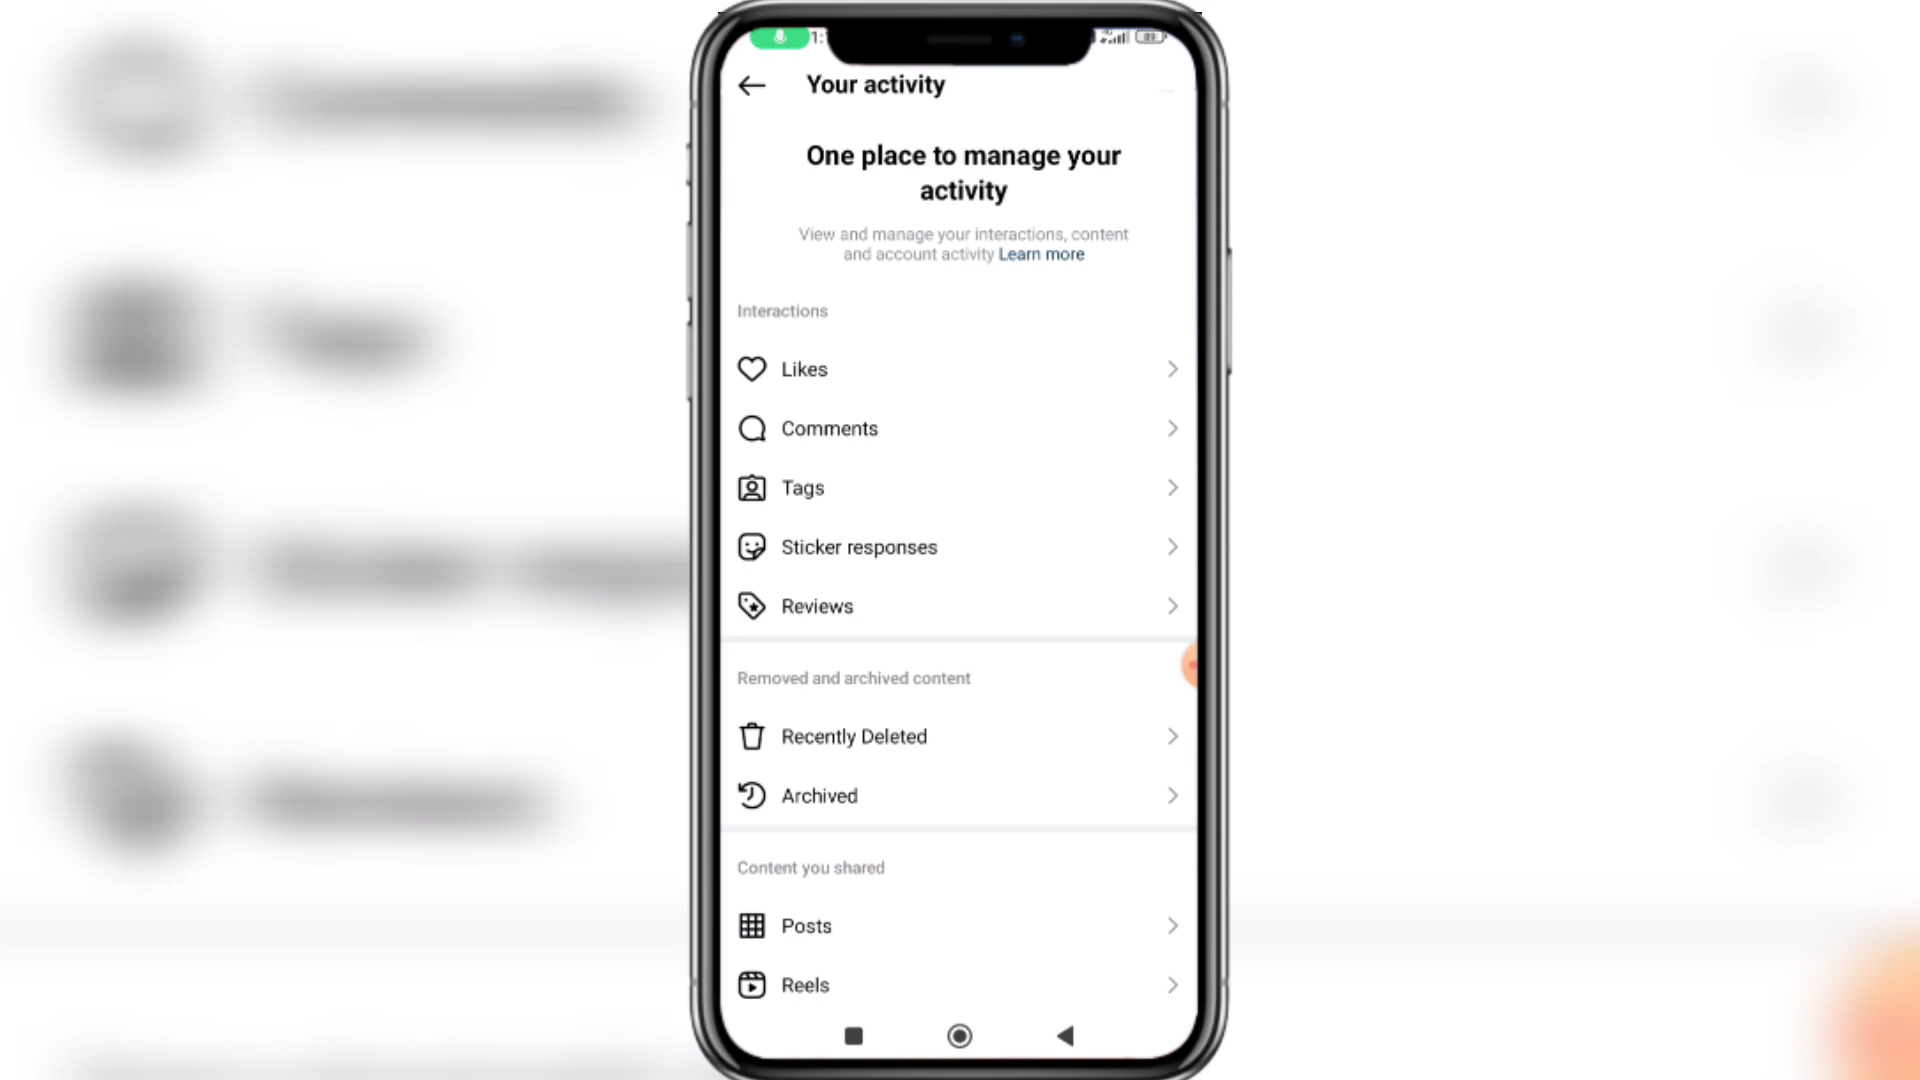 1:
89
Your activity
One place to manage your
activity
View and manage your interactions, content
and account activity Learn more
Interactions
Likes
Comments
Tags
Sticker responses
Reviews
Removed and archived content
Recently Deleted
Archived
Content you shared
Posts
Reels